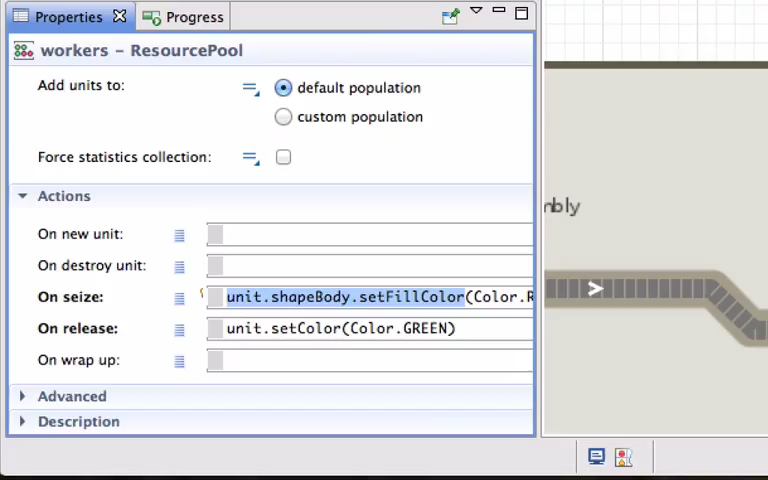 Properties Progress
workers – ResourcePool
Add units to: default population
custom population
Force statistics collection:
Actions
On new unit:
On destroy unit:
On seize: unit.shapeBody.setFillColor(Color.R
On release: unit.setColor(Color.GREEN)
On wrap up:
Advanced
Description
mbly